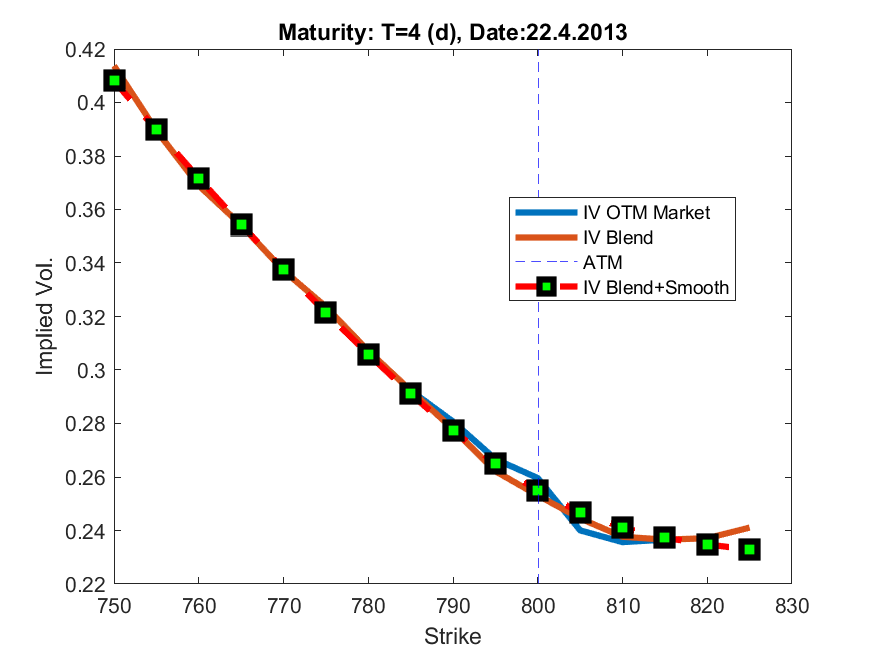 Maturity: T=4 (d), Date:22.4.2013
0.42
0.4
0.38
0.36
0.34
0.32
0.3
0.28
0.26
0.24
0.22
Implied Vol.
IV OTM Market
IV Blend
ATM
IV Blend+Smooth
750
760
770
780
790
800
810
820
830
Strike